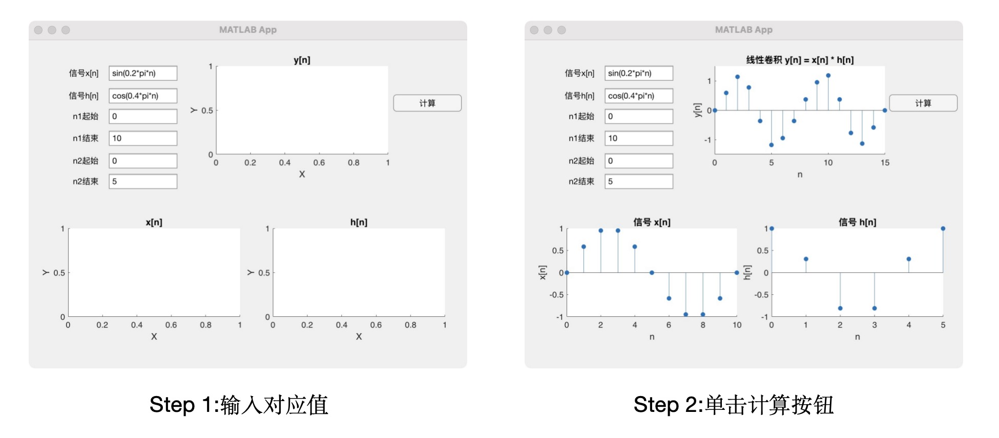 MATLAB App
信号x[n] sin(0.2*pi*n)
信号h[n] cos(0.4*pi*n)
n1起始 0
n1结束 10
n2起始 0
n2结束 5
y[n]
1
0.5
0
Y
0 0.2 0.4 0.6 0.8 1
X
计算
x[n]
1
0.5
0
Y
0 0.2 0.4 0.6 0.8 1
X
h[n]
1
0.5
0
Y
0 0.2 0.4 0.6 0.8 1
X
Step 1:输入对应值
MATLAB App
信号x[n] sin(0.2*pi*n)
信号h[n] cos(0.4*pi*n)
n1起始 0
n1结束 10
n2起始 0
n2结束 5
线性卷积 y[n] = x[n] * h[n]
1
0
-1
y[n]
0 5 10 15
n
计算
信号 x[n]
1
0.5
0
-0.5
-1
x[n]
0 2 4 6 8 10
n
信号 h[n]
1
0.5
0
-0.5
-1
h[n]
0 1 2 3 4 5
n
Step 2:单击计算按钮